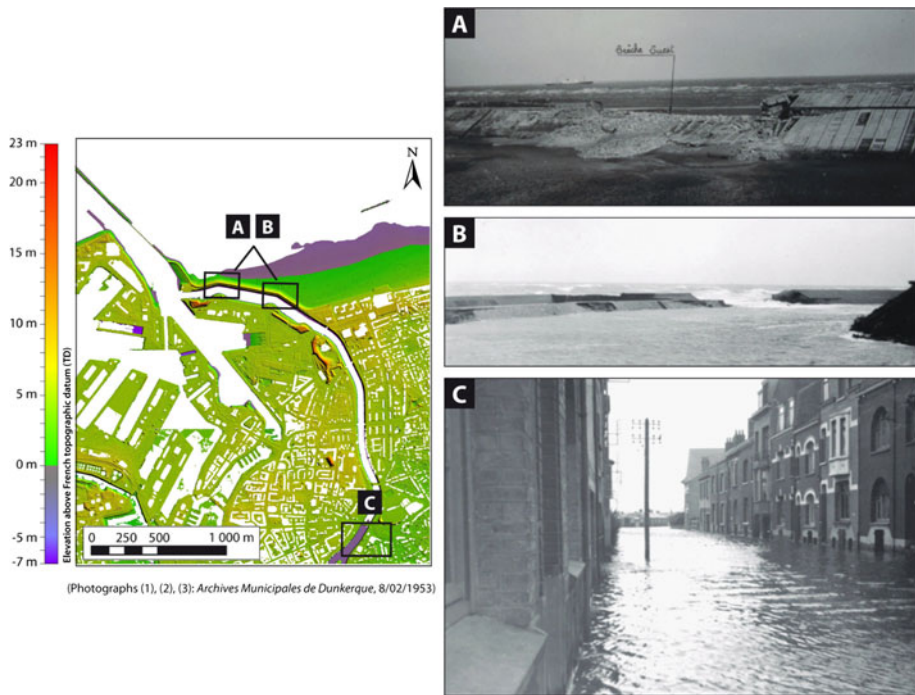 A
Brêche Ouest
23 m
20 m
15 m
10 m
5 m
0 m
-5 m
-7 m
Elevation above French topographic datum (TD)
N
A B
C
0 250 500 1 000 m
(Photographs (1), (2), (3): Archives Municipales de Dunkerque, 8/02/1953)
B
C